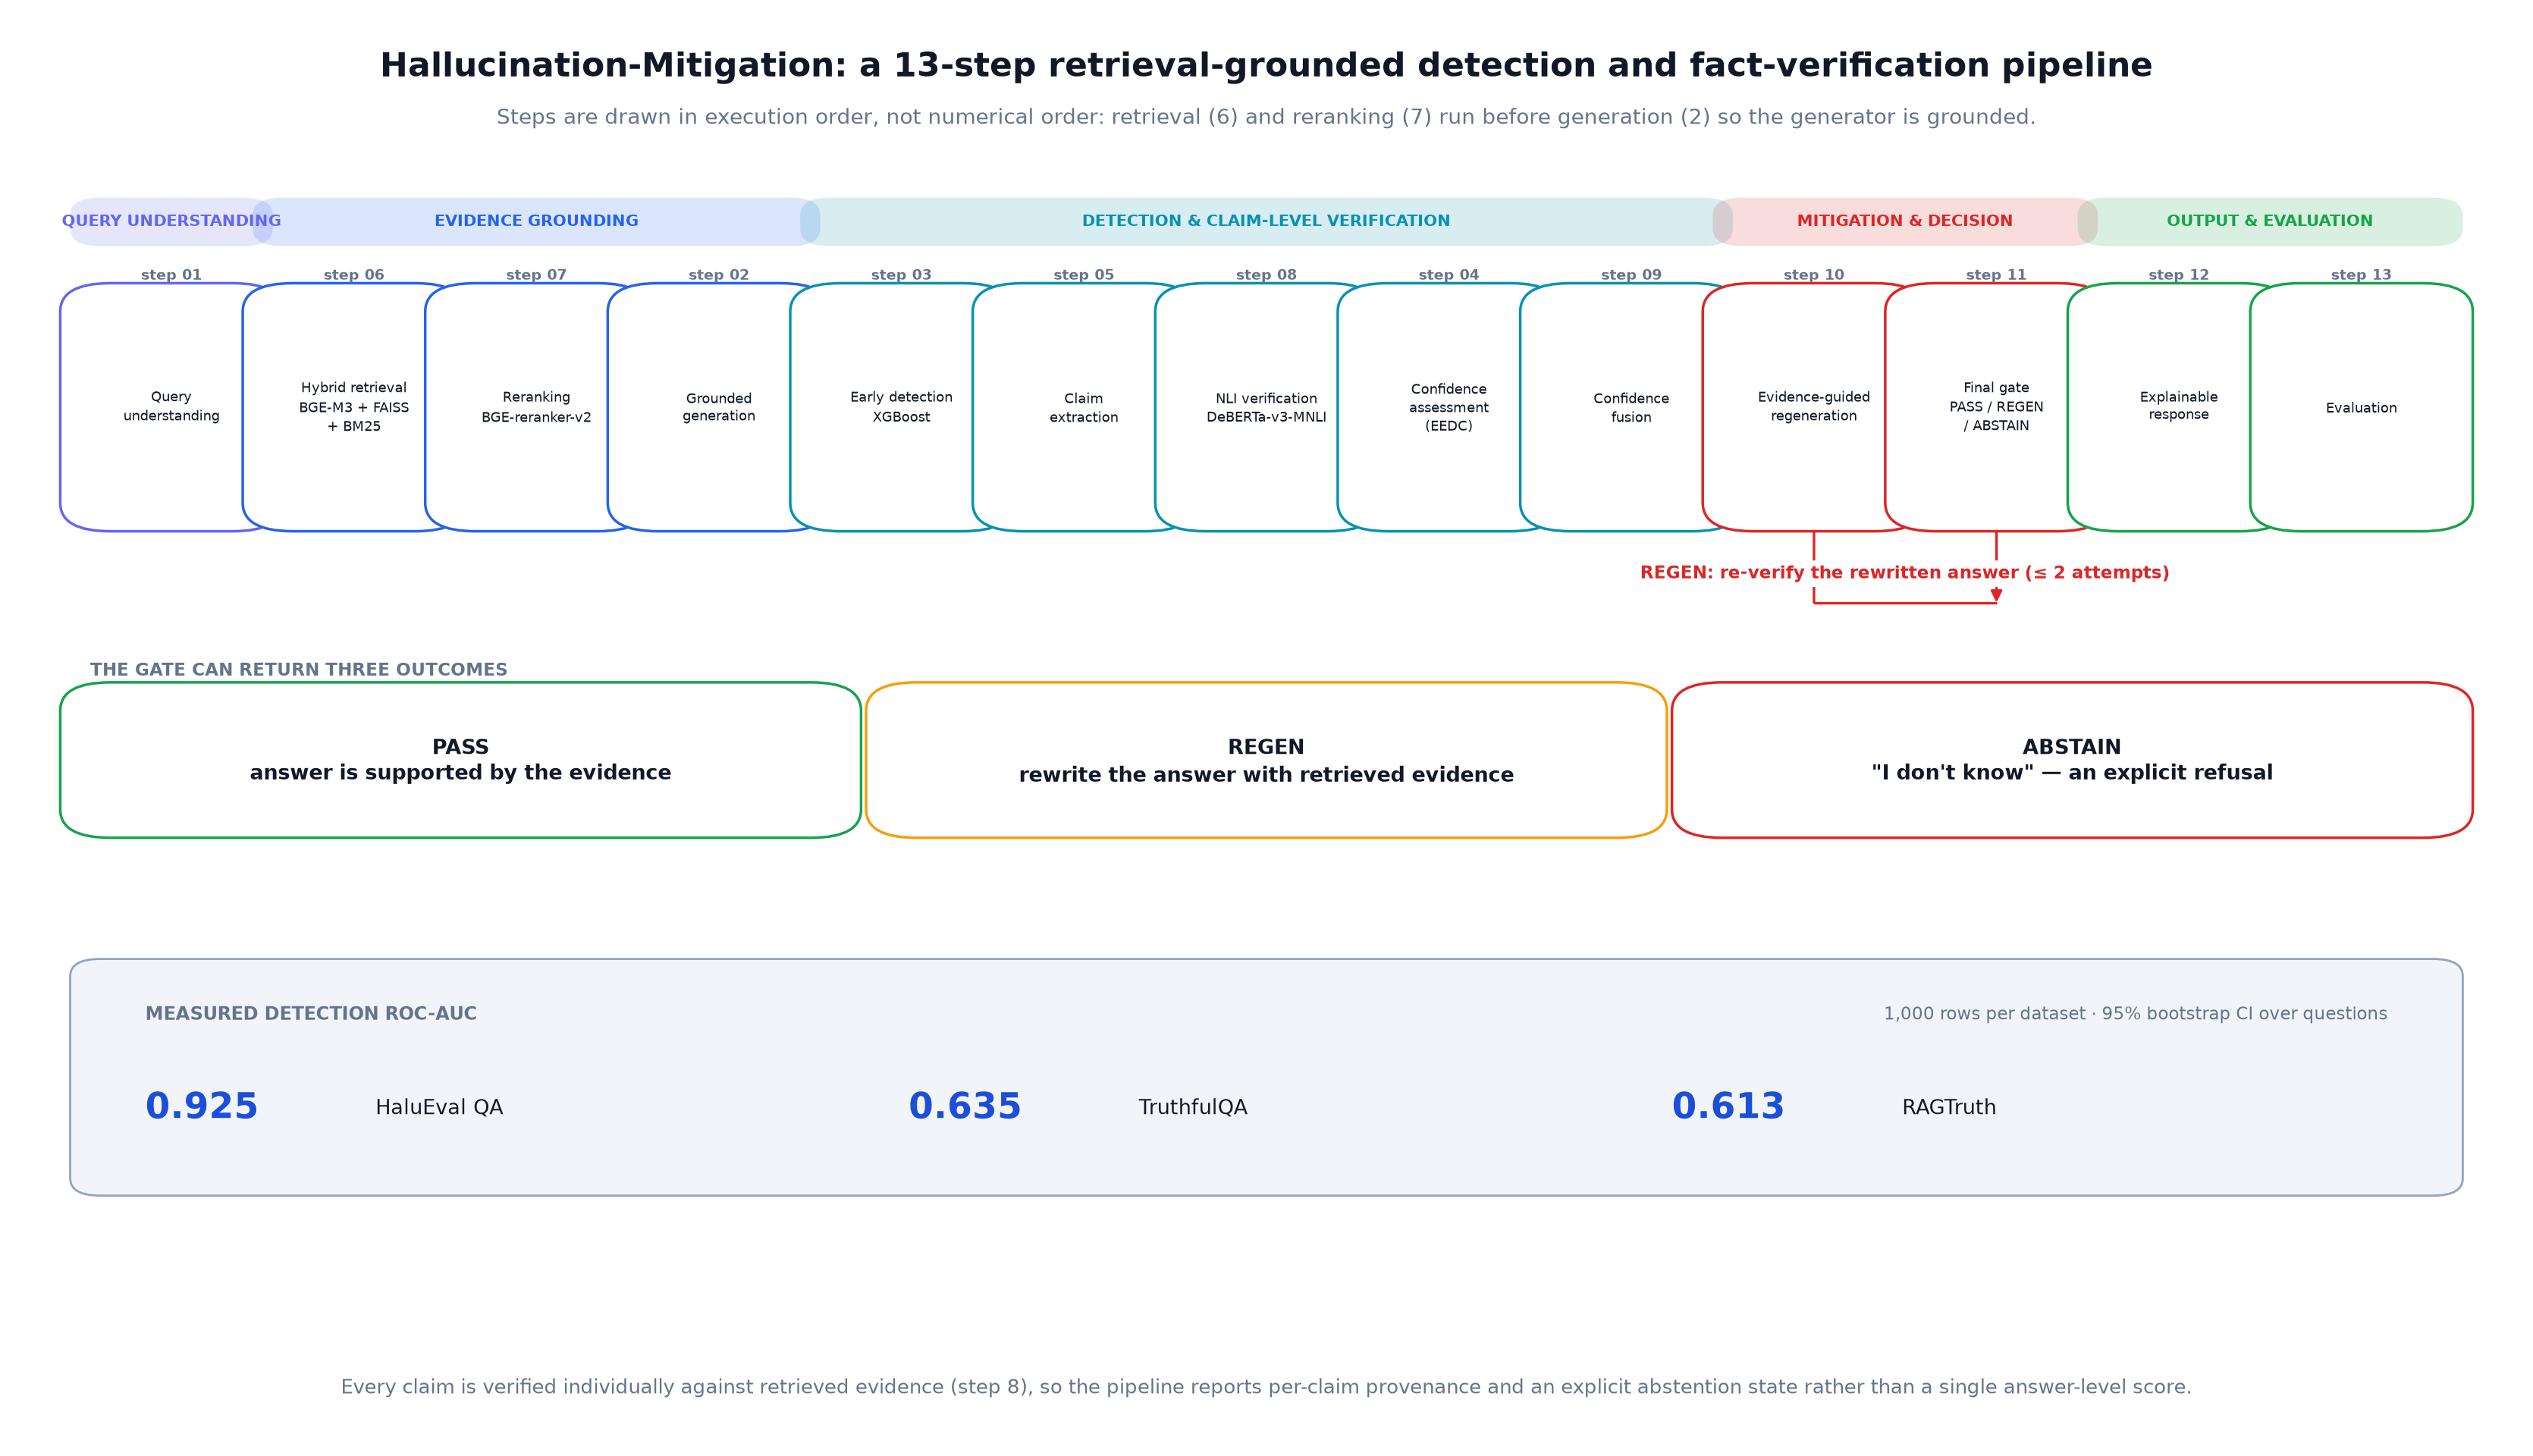 Hallucination-Mitigation: a 13-step retrieval-grounded detection and fact-verification pipeline
Steps are drawn in execution order, not numerical order: retrieval (6) and reranking (7) run before generation (2) so the generator is grounded.
QUERY UNDERSTANDING
EVIDENCE GROUNDING
DETECTION & CLAIM-LEVEL VERIFICATION
MITIGATION & DECISION
OUTPUT & EVALUATION
step 01
Query
understanding
step 06
Hybrid retrieval
BGE-M3 + FAISS
+ BM25
step 07
Reranking
BGE-reranker-v2
step 02
Grounded
generation
step 03
Early detection
XGBoost
step 05
Claim
extraction
step 08
NLI verification
DeBERTa-v3-MNLI
step 04
Confidence
assessment
(EEDC)
step 09
Confidence
fusion
step 10
Evidence-guided
regeneration
step 11
Final gate
PASS / REGEN
/ ABSTAIN
step 12
Explainable
response
step 13
Evaluation
REGEN: re-verify the rewritten answer (≤ 2 attempts)
THE GATE CAN RETURN THREE OUTCOMES
PASS
answer is supported by the evidence
REGEN
rewrite the answer with retrieved evidence
ABSTAIN
"I don't know" — an explicit refusal
MEASURED DETECTION ROC-AUC
1,000 rows per dataset · 95% bootstrap CI over questions
0.925 HaluEval QA
0.635 TruthfulQA
0.613 RAGTruth
Every claim is verified individually against retrieved evidence (step 8), so the pipeline reports per-claim provenance and an explicit abstention state rather than a single answer-level score.